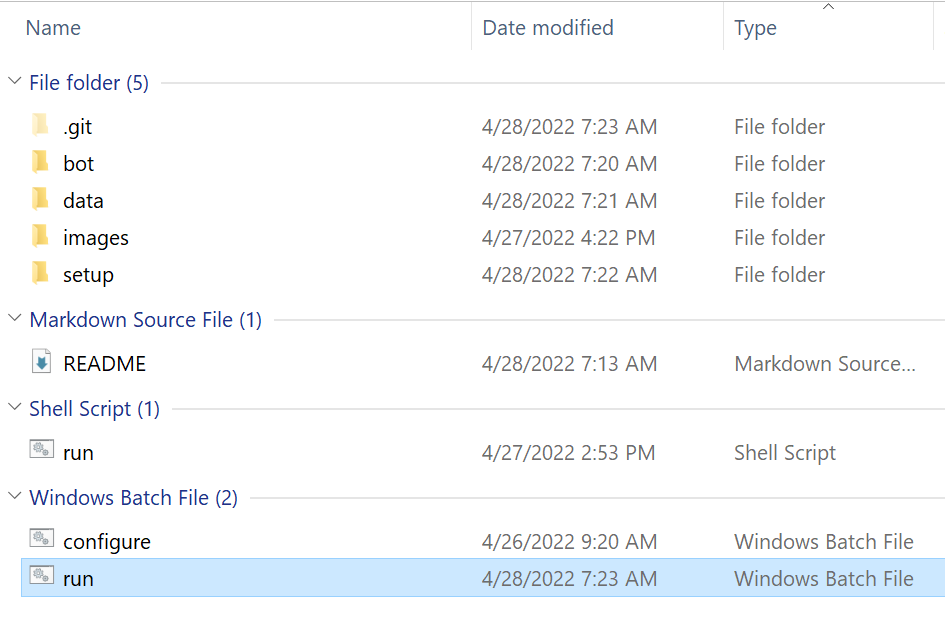 Name Date modified Type
File folder (5)
.git 4/28/2022 7:23 AM File folder
bot 4/28/2022 7:20 AM File folder
data 4/28/2022 7:21 AM File folder
images 4/27/2022 4:22 PM File folder
setup 4/28/2022 7:22 AM File folder
Markdown Source File (1)
README 4/28/2022 7:13 AM Markdown Source...
Shell Script (1)
run 4/27/2022 2:53 PM Shell Script
Windows Batch File (2)
configure 4/26/2022 9:20 AM Windows Batch File
run 4/28/2022 7:23 AM Windows Batch File